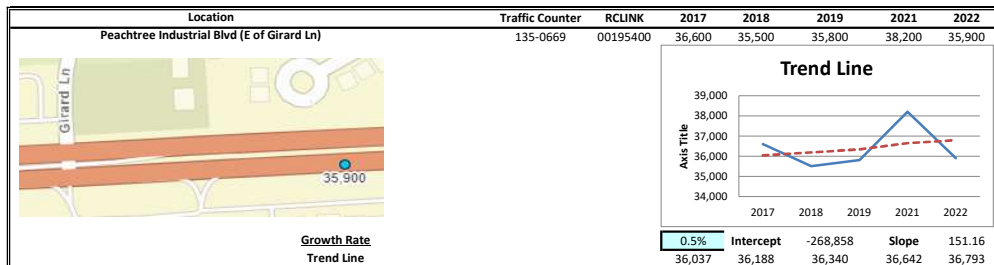 Location Traffic Counter RCLINK 2017 2018 2019 2021 2022
Peachtree Industrial Blvd (E of Girard Ln) 135-0669 00195400 36,600 35,500 35,800 38,200 35,900
Girard Ln
35,900
Trend Line
39,000
38,000
37,000
36,000
35,000
34,000
Axis Title
2017 2018 2019 2021 2022
Growth Rate 0.5% Intercept -268,858 Slope 151.16
Trend Line 36,037 36,188 36,340 36,642 36,793